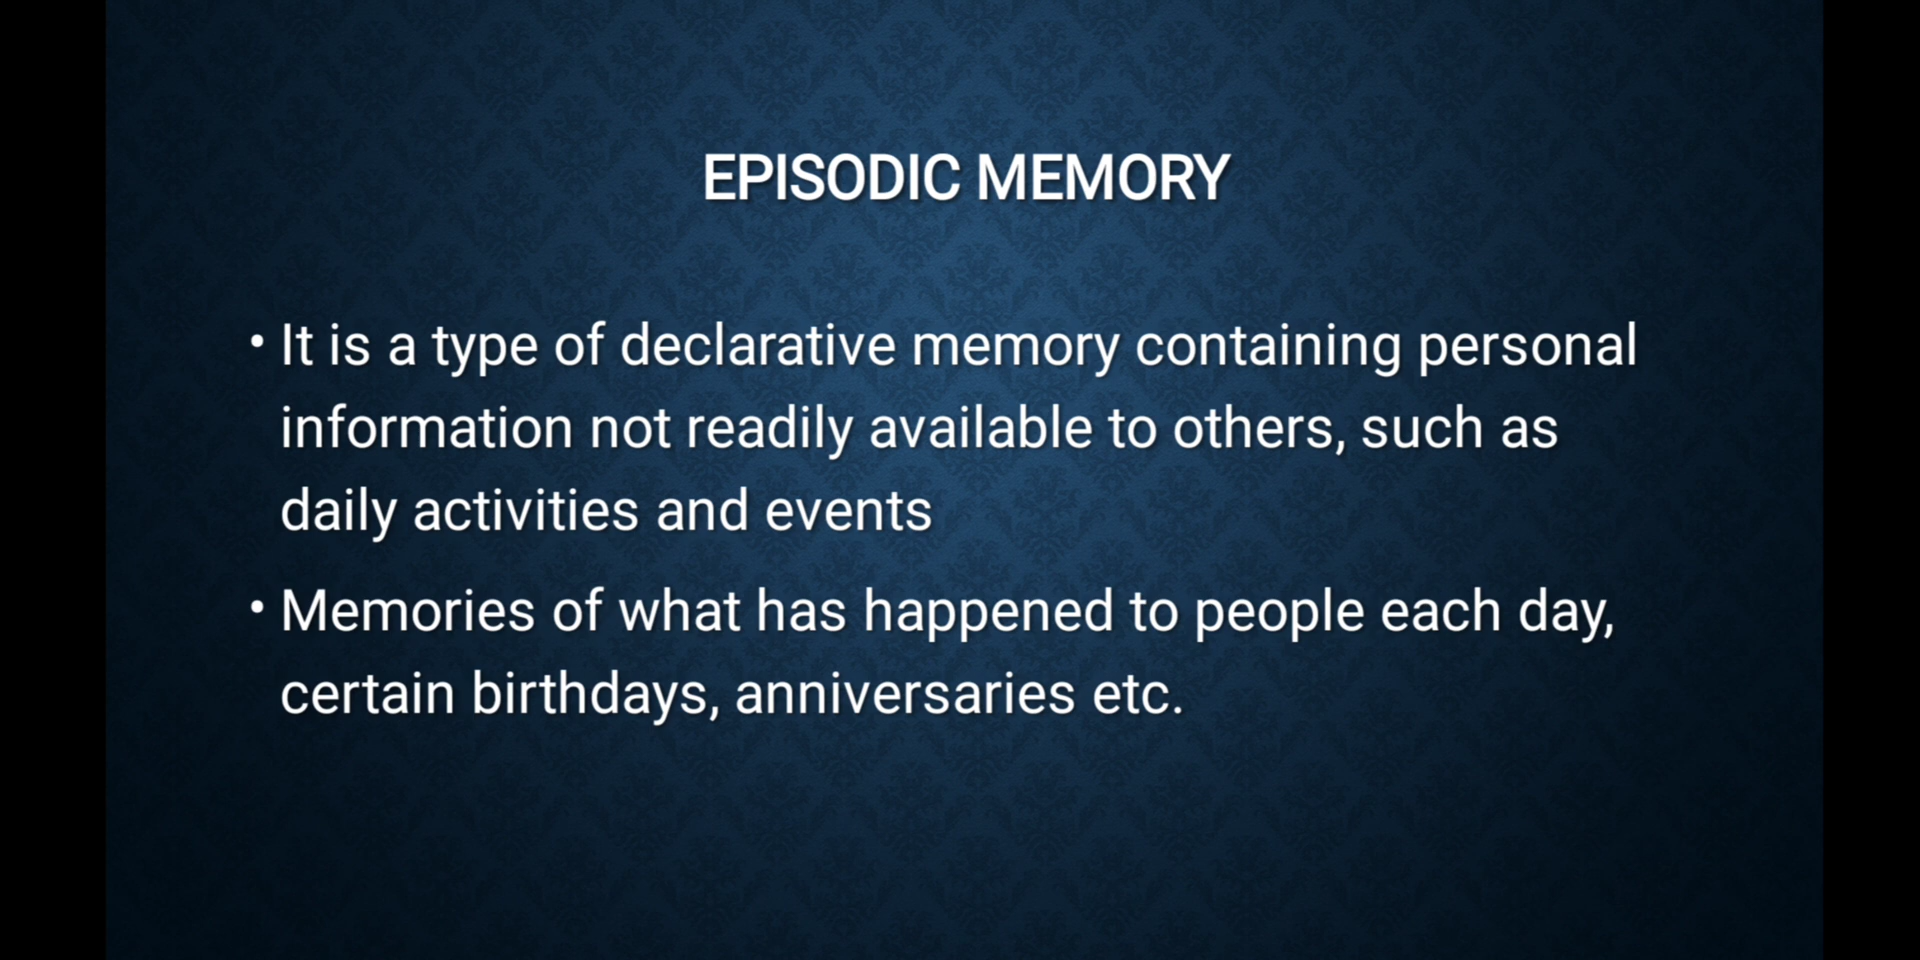 EPISODIC MEMORY
• It is a type of declarative memory containing personal
information not readily available to others, such as
daily activities and events
• Memories of what has happened to people each day,
certain birthdays, anniversaries etc.